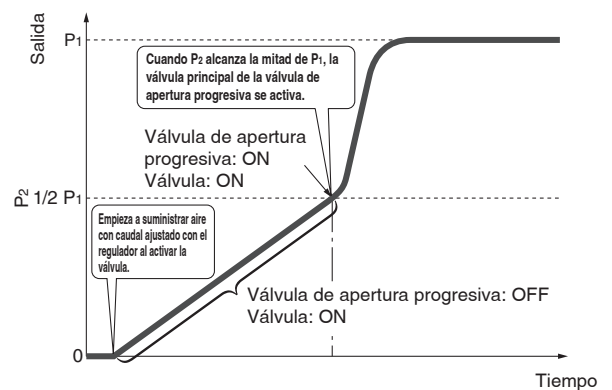 Salida
P1
Cuando P2 alcanza la mitad de P1, la
válvula principal de la válvula de
apertura progresiva se activa.
Válvula de apertura
progresiva: ON
Válvula: ON
P2
1/2 P1
Empieza a suministrar aire
con caudal ajustado con el
regulador al activar la
válvula.
Válvula de apertura progresiva: OFF
Válvula: ON
0
Tiempo